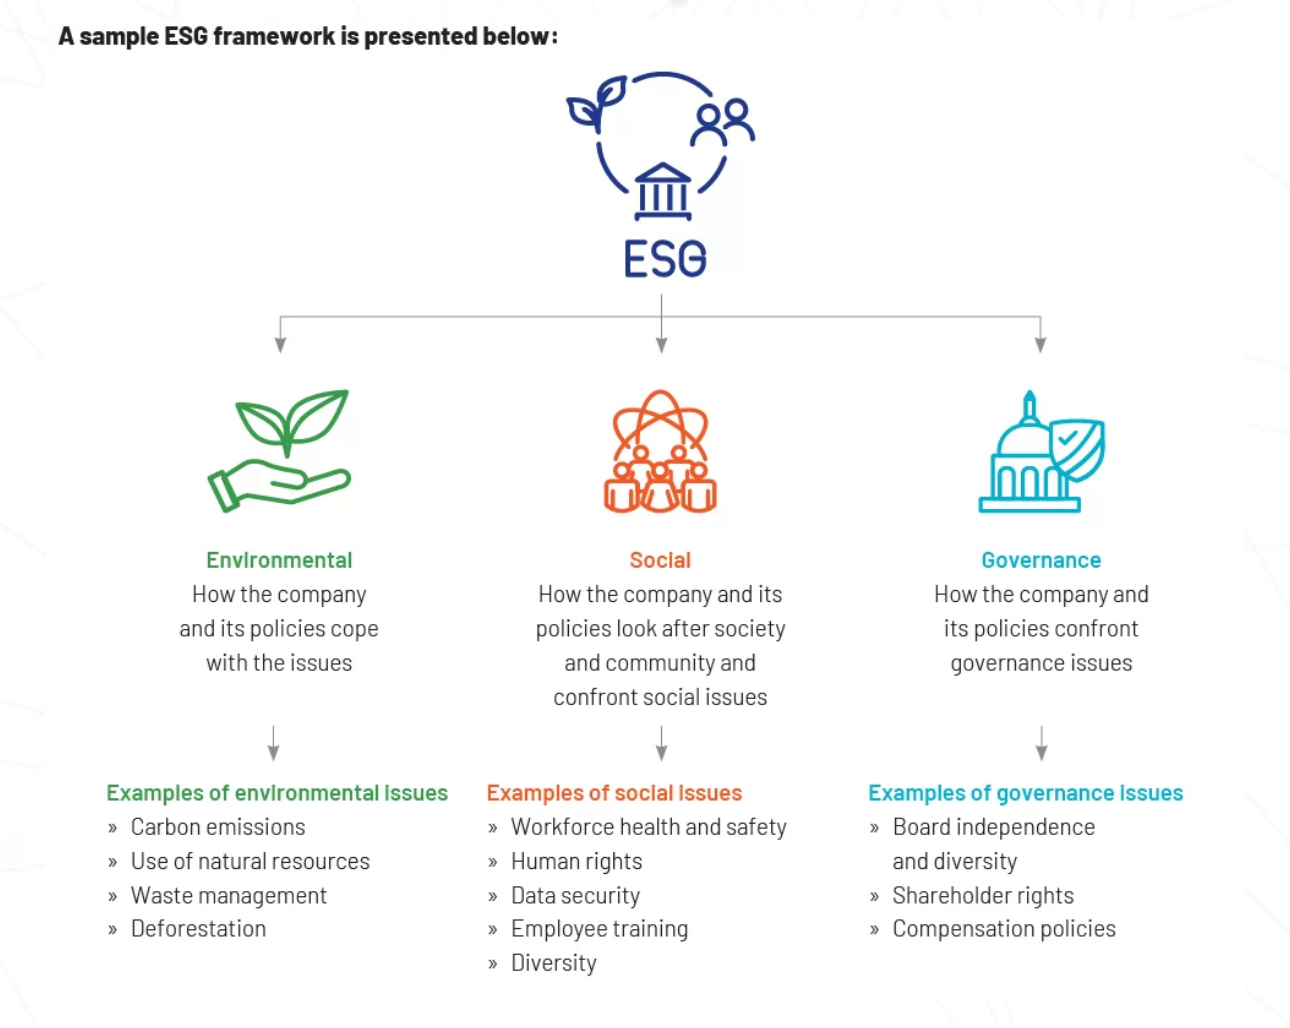 A sample ESG framework is presented below:
ESG
Environmental
How the company
and its policies cope
with the issues
Social
How the company and its
policies look after society
and community and
confront social issues
Governance
How the company and
its policies confront
governance issues
Examples of environmental issues
» Carbon emissions
» Use of natural resources
» Waste management
» Deforestation
Examples of social issues
» Workforce health and safety
» Human rights
» Data security
» Employee training
» Diversity
Examples of governance issues
» Board independence
and diversity
» Shareholder rights
» Compensation policies